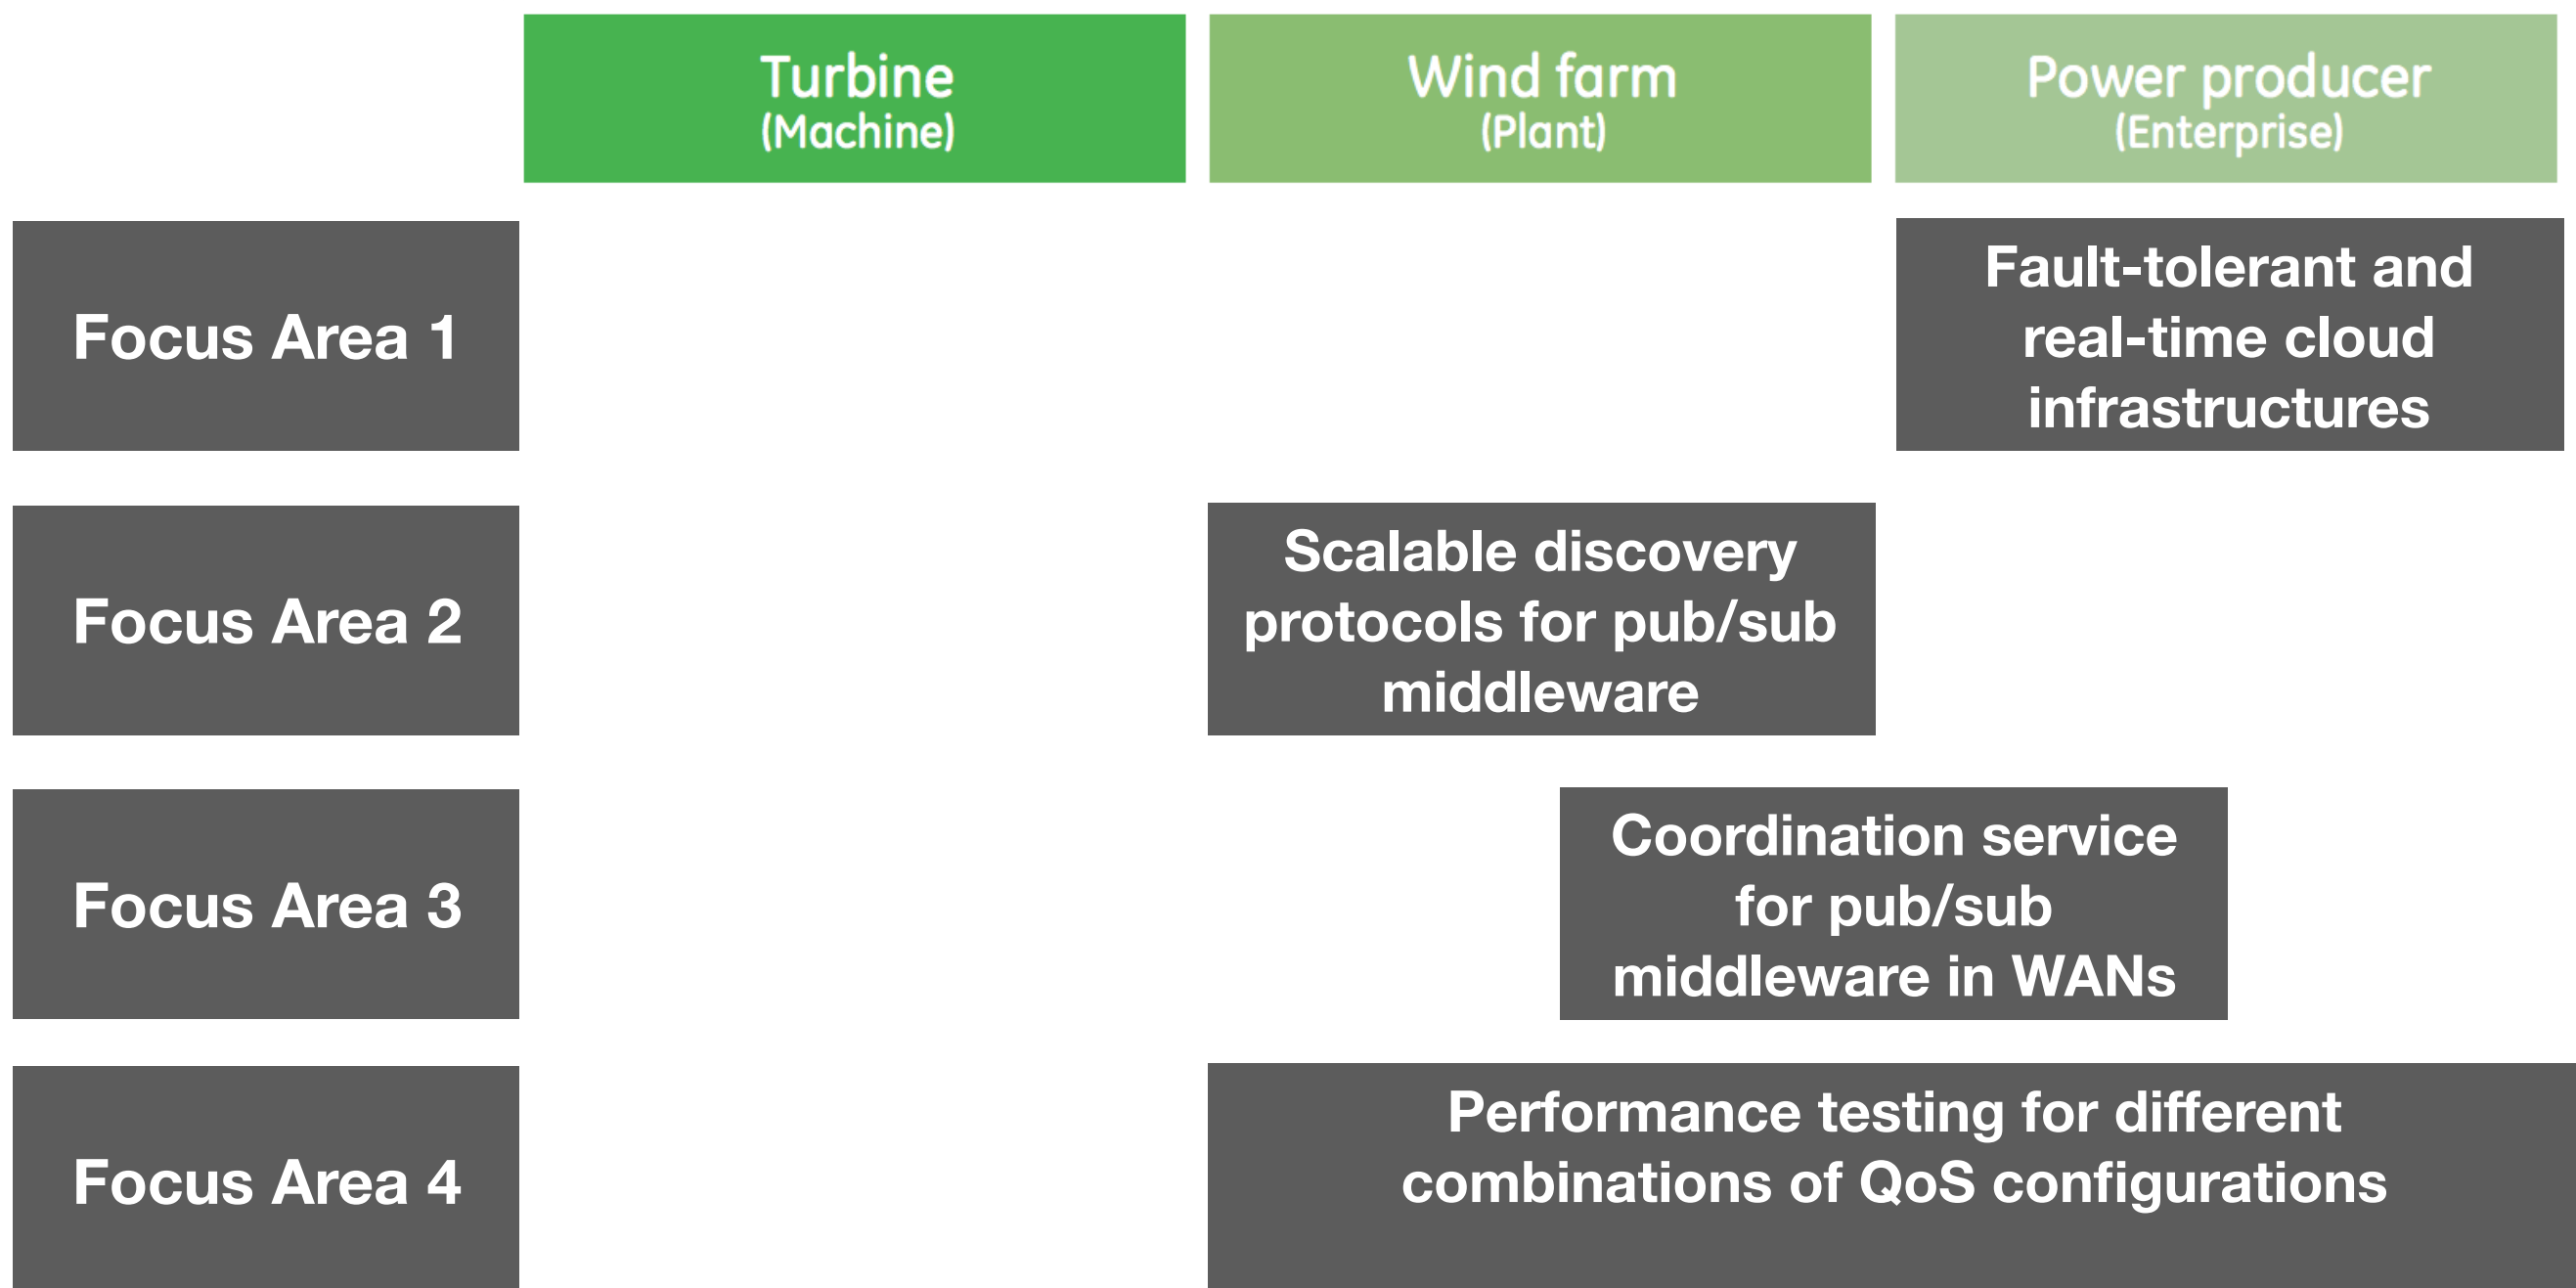 Turbine
(Machine)
Wind farm
(Plant)
Power producer
(Enterprise)
Focus Area 1
Fault-tolerant and
real-time cloud
infrastructures
Focus Area 2
Scalable discovery
protocols for pub/sub
middleware
Focus Area 3
Coordination service
for pub/sub
middleware in WANs
Focus Area 4
Performance testing for different
combinations of QoS configurations